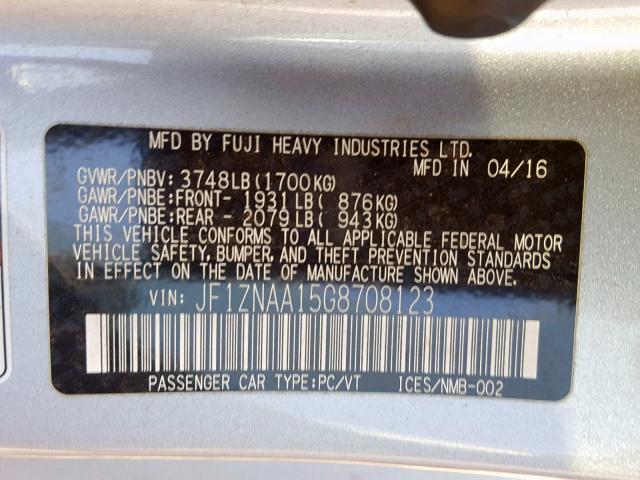 MFD BY FUJI HEAVY INDUSTRIES LTD.
MFD IN 04/16
GVWR/PNBV: 3748LB(1700KG)
GAWR/PNBE:FRONT- 1931LB( 876KG)
GAWR/PNBE:REAR - 2079LB( 943KG)
THIS VEHICLE CONFORMS TO ALL APPLICABLE FEDERAL MOTOR
VEHICLE SAFETY, BUMPER, AND THEFT PREVENTION STANDARDS
IN EFFECT ON THE DATE OF MANUFACTURE SHOWN ABOVE.
VIN: JF1ZNAA15G8708123
PASSENGER CAR TYPE:PC/VT ICES/NMB-002